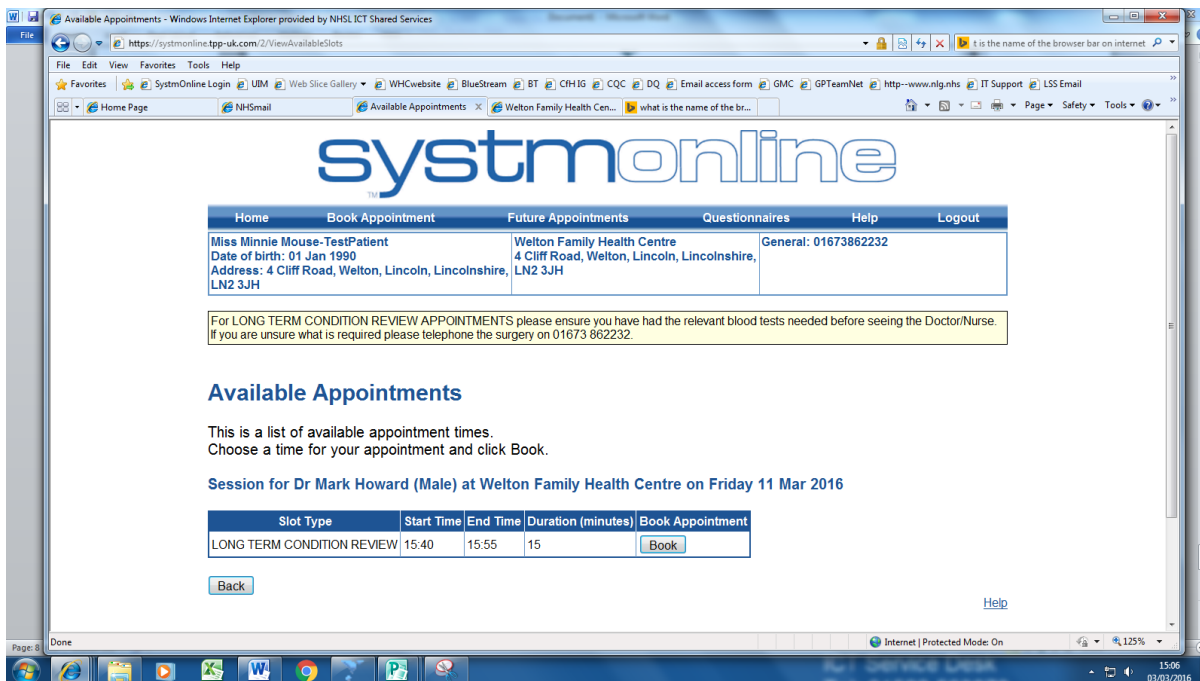 Available Appointments - Windows Internet Explorer provided by NHSL ICT Shared Services
File
https://systmonline.tpp-uk.com/2/ViewAvailableSlots
t is the name of the browser bar on internet
File Edit View Favorites Tools Help
Favorites SystmOnline Login UIM Web Slice Gallery WHCwebsite BlueStream BT CfH IG CQC DQ Email access form GMC GPTeamNet http--www.nlg.nhs IT Support LSS Email
Home Page NHSmail Available Appointments x Welton Family Health Cen... what is the name of the br... Page Safety Tools
systmonline
TM
Home Book Appointment Future Appointments Questionnaires Help Logout
Miss Minnie Mouse-TestPatient Welton Family Health Centre General: 01673862232
Date of birth: 01 Jan 1990 4 Cliff Road, Welton, Lincoln, Lincolnshire,
Address: 4 Cliff Road, Welton, Lincoln, Lincolnshire, LN2 3JH
LN2 3JH
For LONG TERM CONDITION REVIEW APPOINTMENTS please ensure you have had the relevant blood tests needed before seeing the Doctor/Nurse.
If you are unsure what is required please telephone the surgery on 01673 862232.
Available Appointments
This is a list of available appointment times.
Choose a time for your appointment and click Book.
Session for Dr Mark Howard (Male) at Welton Family Health Centre on Friday 11 Mar 2016
Slot Type Start Time End Time Duration (minutes) Book Appointment
LONG TERM CONDITION REVIEW 15:40 15:55 15 Book
Back
Help
Done Internet | Protected Mode: On 125%
Page: 8
ICT Service Desk
15:06
03/03/2016